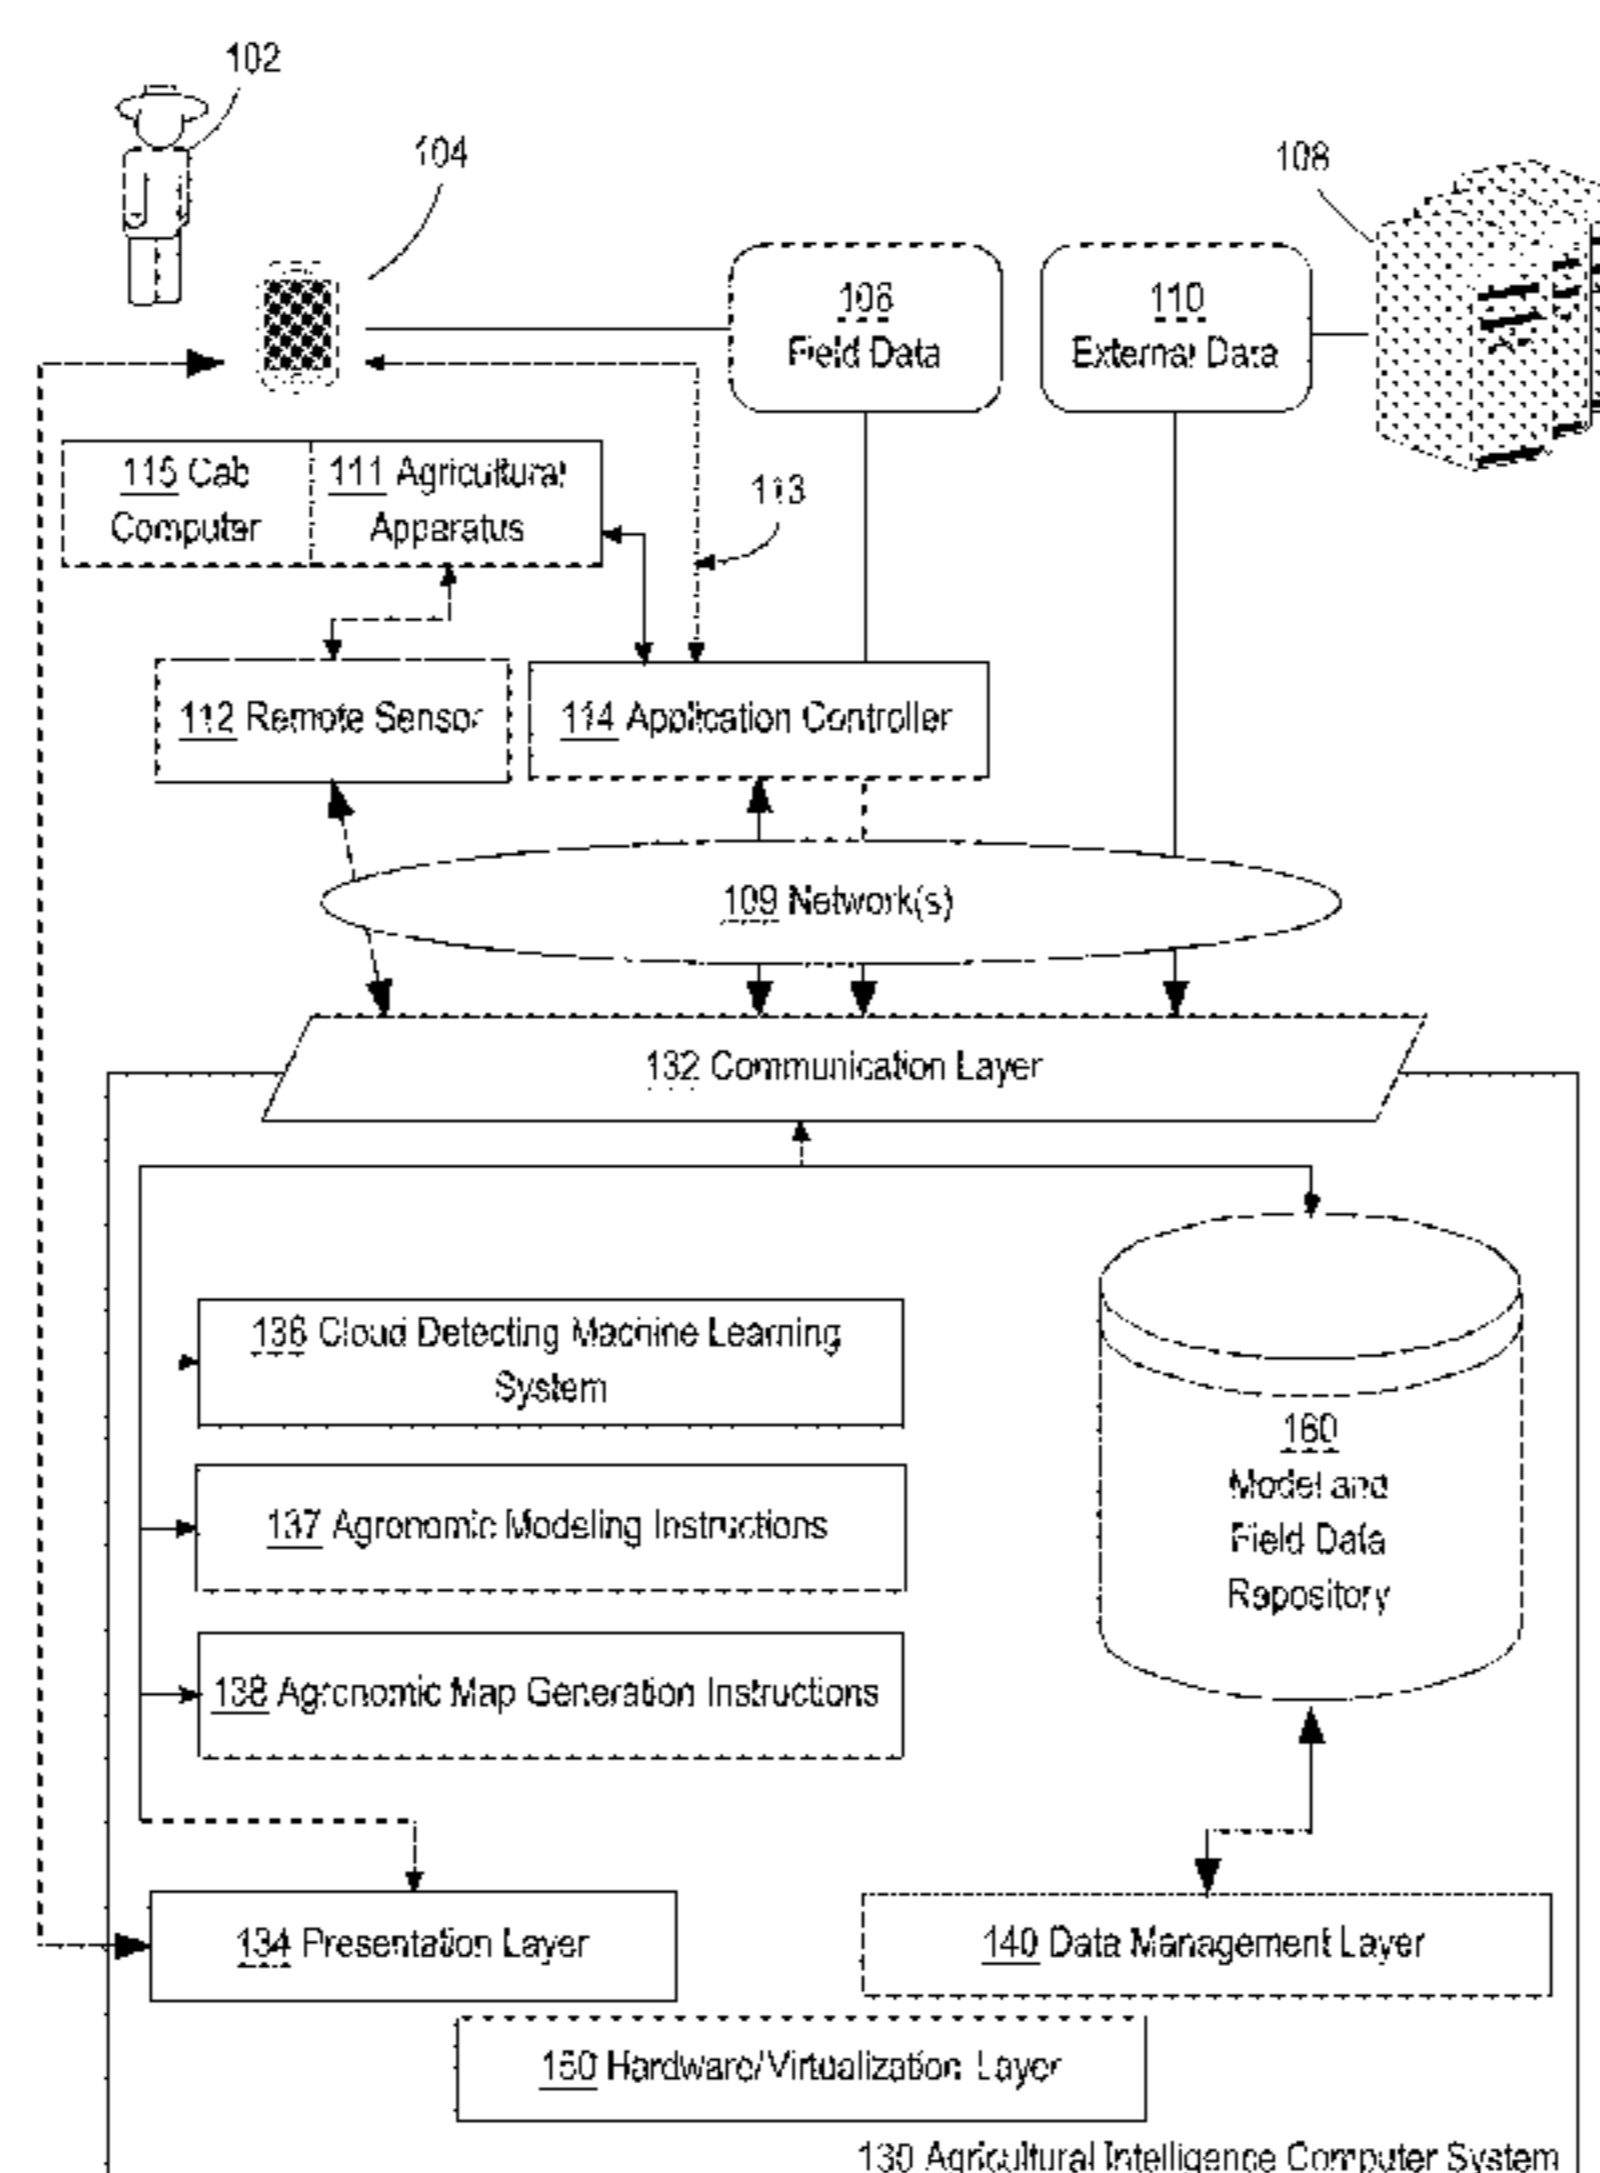 102
104
108
106
Field Data
110
External Data
115 Cab
Computer
111 Agricultural
Apparatus
113
112 Remote Sensor
114 Application Controller
109 Network(s)
132 Communication Layer
136 Cloud Detecting Machine Learning
System
137 Agronomic Modeling Instructions
138 Agronomic Map Generation Instructions
160
Model and
Field Data
Repository
134 Presentation Layer
140 Data Management Layer
150 Hardware/Virtualization Layer
130 Agricultural Intelligence Computer System